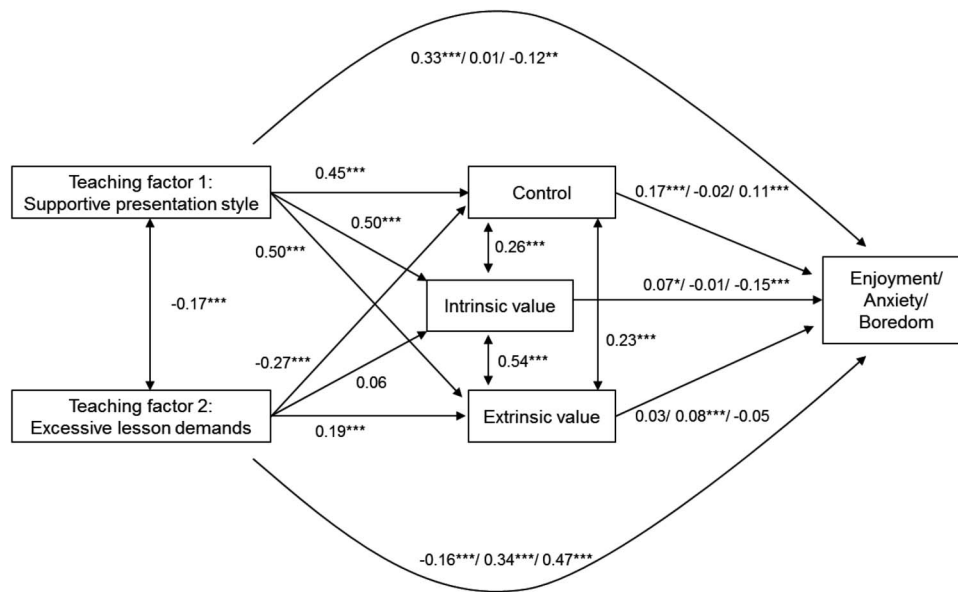 0.33***/ 0.01/ -0.12**
Teaching factor 1:
Supportive presentation style
0.45***
Control
0.17***/ -0.02/ 0.11***
0.50***
0.50***
0.26***
-0.17***
Intrinsic value
0.07*/ -0.01/ -0.15***
Enjoyment/
Anxiety/
Boredom
0.23***
-0.27***
0.06
0.54***
Teaching factor 2:
Excessive lesson demands
0.19***
Extrinsic value
0.03/ 0.08***/ -0.05
-0.16***/ 0.34***/ 0.47***